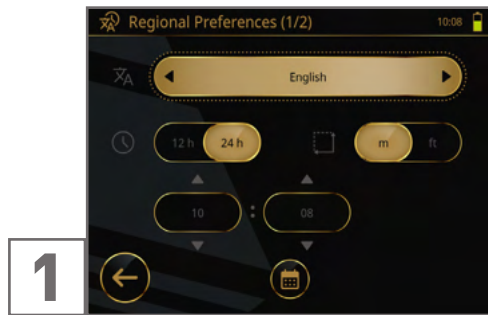 Regional Preferences (1/2) 10:08
English
12 h 24 h m ft
10 : 08
1